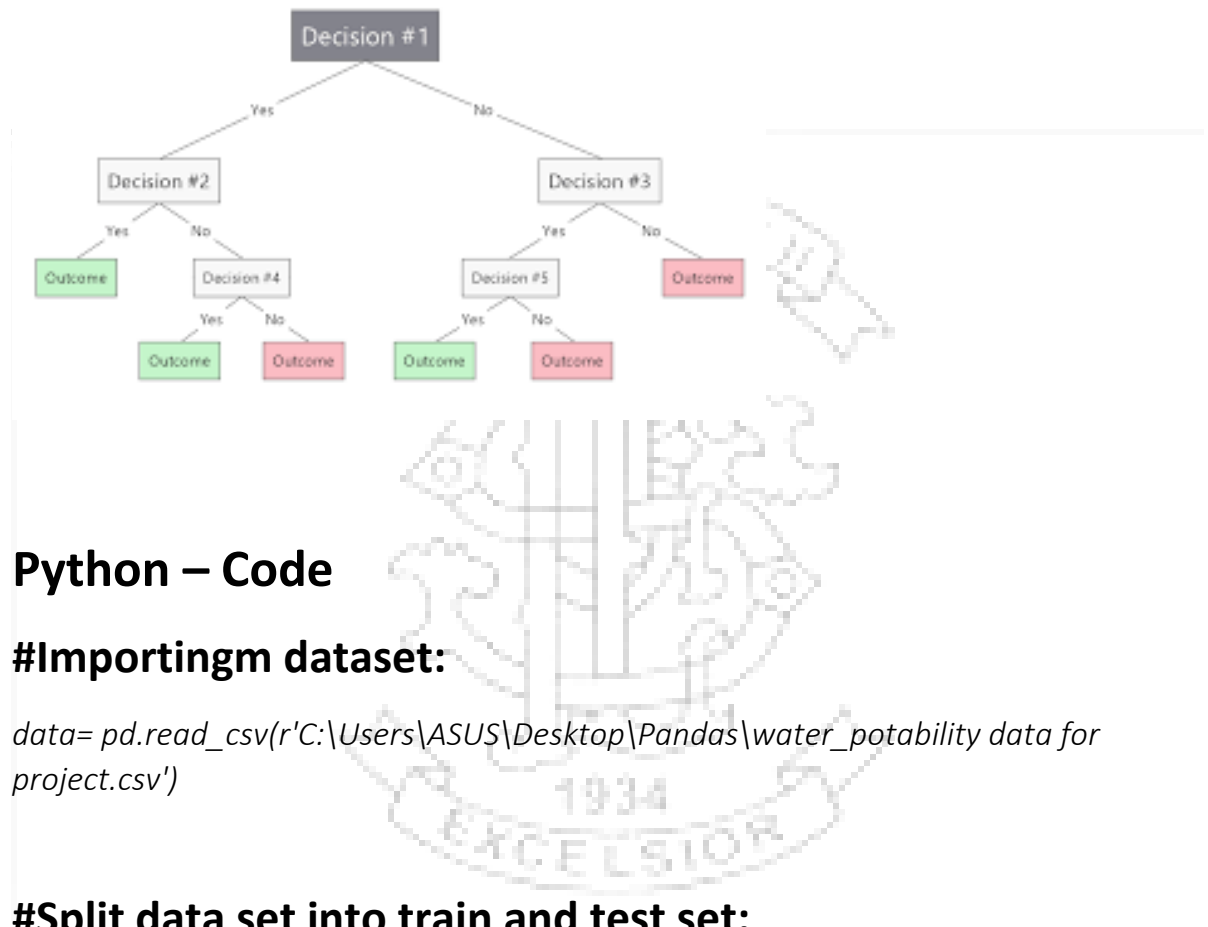 Decision #1
Yes
No
Decision #2
Decision #3
Yes
No
Yes
No
Outcome
Decision #4
Decision #5
Outcome
Yes
No
Yes
No
Outcome
Outcome
Outcome
Outcome
Python – Code
#Importingm dataset:
data= pd.read_csv(r'C:\Users\ASUS\Desktop\Pandas\water_potability data for
project.csv')
1934
EXCELSIOR
#Split data set into train and test set: